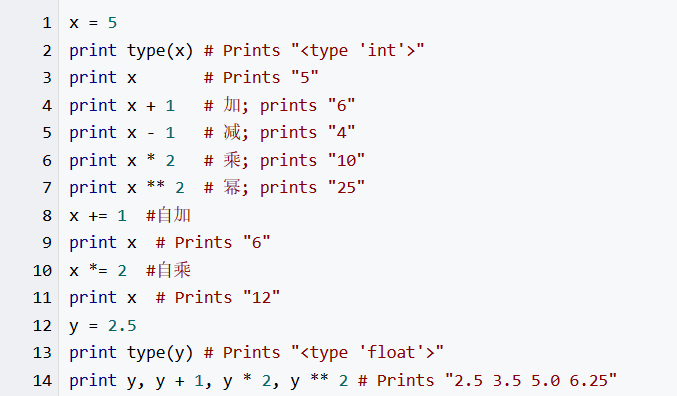 1 x = 5
2 print type(x) # Prints "<type 'int'>"
3 print x       # Prints "5"
4 print x + 1   # 加; prints "6"
5 print x - 1   # 减; prints "4"
6 print x * 2   # 乘; prints "10"
7 print x ** 2  # 幂; prints "25"
8 x += 1  #自加
9 print x  # Prints "6"
10 x *= 2  #自乘
11 print x  # Prints "12"
12 y = 2.5
13 print type(y) # Prints "<type 'float'>"
14 print y, y + 1, y * 2, y ** 2 # Prints "2.5 3.5 5.0 6.25"